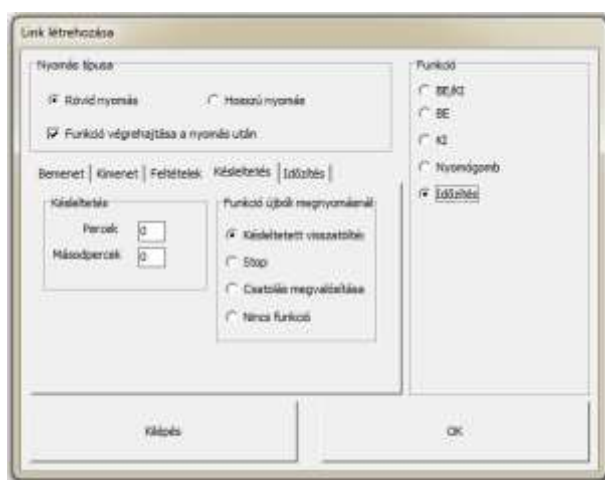 Link létrehozása
Nyomás típusa
Rövid nyomás
Hosszú nyomás
Funkció végrehajtása a nyomás után
Bemenet
Kimenet
Feltételek
Késleltetés
Időzítés
Késleltetés
Percek 0
Másodpercek 0
Funkció újbóli megnyomásnál
Késleltetett visszatöltés
Stop
Csatolás megvalósítása
Nincs funkció
Funkció
BE/KI
BE
KI
Nyomógomb
Időzítés
Kilépés
OK